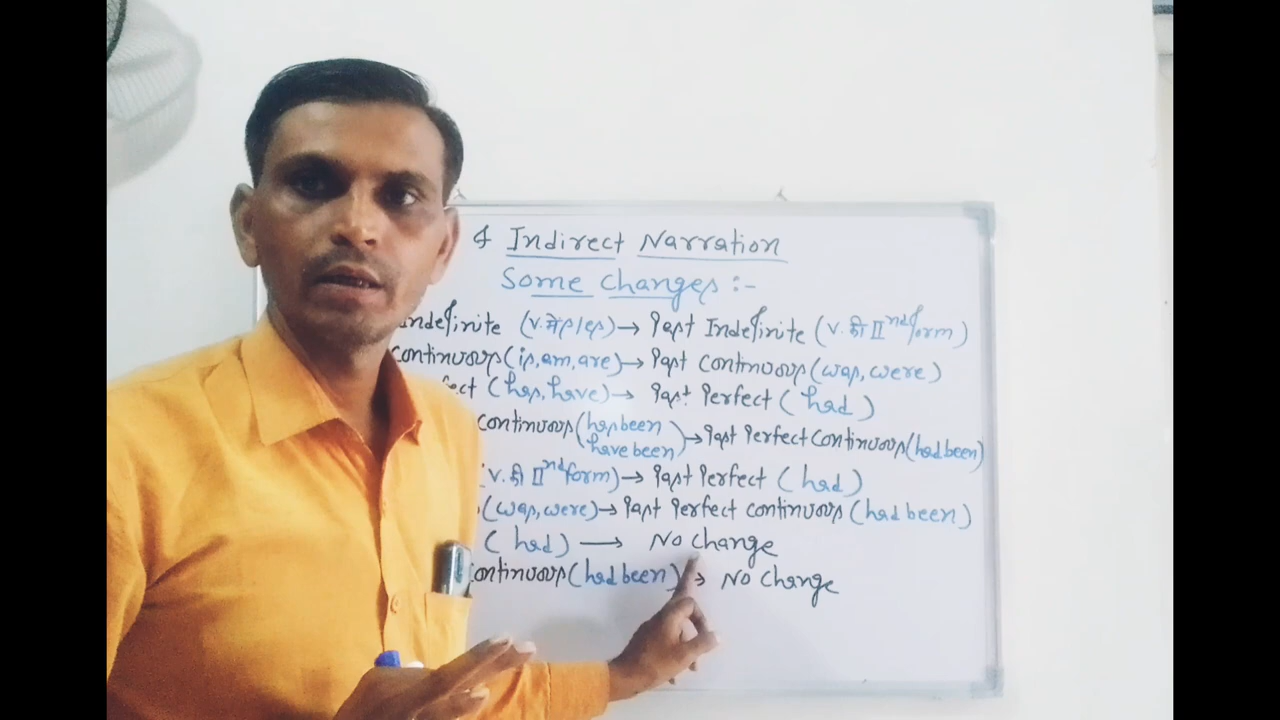 & Indirect Narration
Some Changes :-
Indefinite (V. में s/es) → Past Indefinite (V. की IInd form)
Continuous (is, am, are) → Past Continuous (was, were)
fect (has, have) → Past Perfect (had)
Continuous (has been have been) → Past Perfect Continuous (had been)
(V. की IInd form) → Past Perfect (had)
s (was, were) → Past Perfect Continuous (had been)
(had) → No Change
Continuous (had been) → No Change